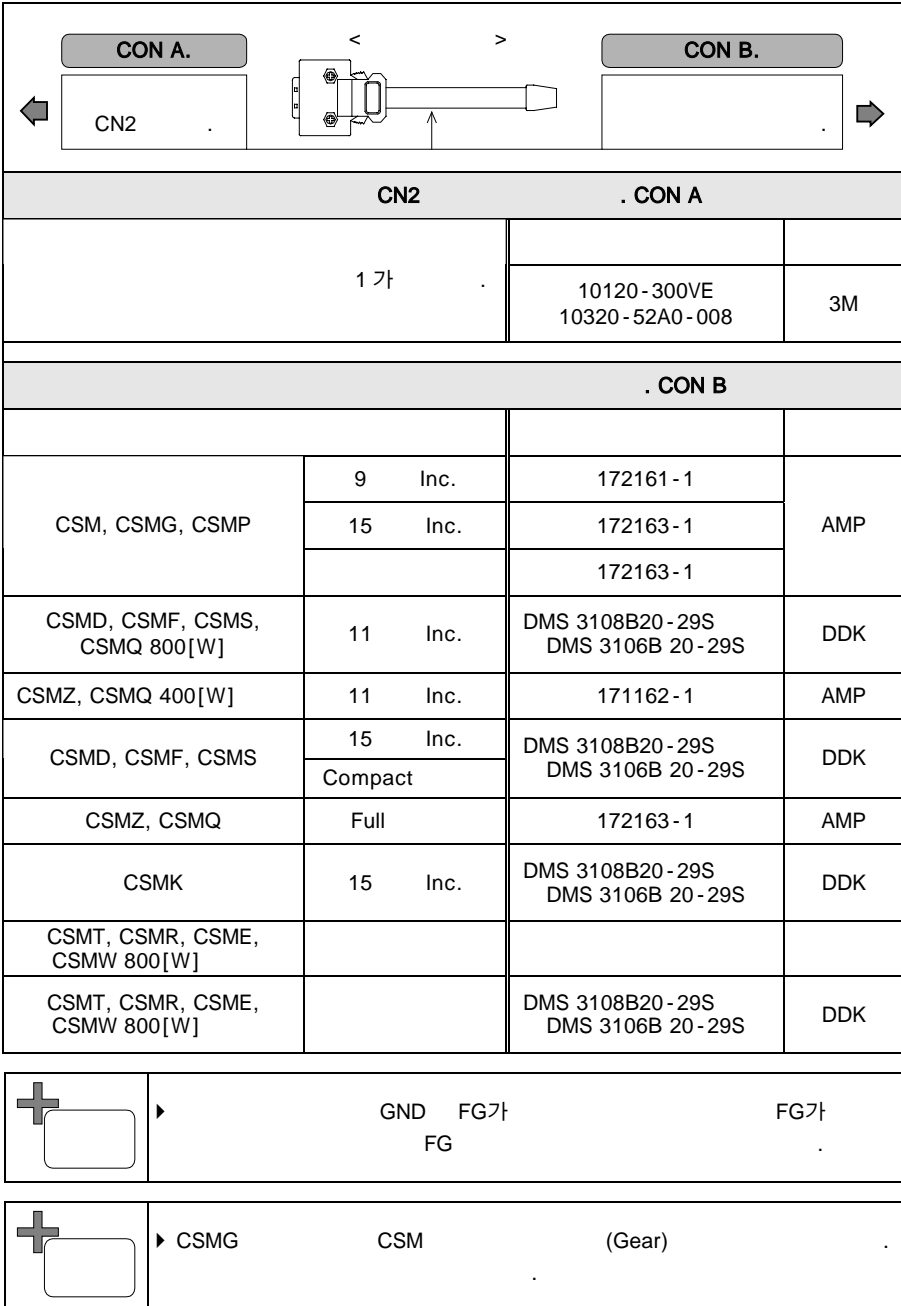 < >
CON A. CON B.
CN2 . .
CN2 . CON A
1 가 .
10120-300VE
10320-52A0-008
3M
. CON B
CSM, CSMG, CSMP
9 Inc. 172161-1
15 Inc. 172163-1
172163-1
AMP
CSMD, CSMF, CSMS,
CSMQ 800[W]
11 Inc.
DMS 3108B20-29S
DMS 3106B 20-29S
DDK
CSMZ, CSMQ 400[W] 11 Inc. 171162-1 AMP
CSMD, CSMF, CSMS
15 Inc.
Compact
DMS 3108B20-29S
DMS 3106B 20-29S
DDK
CSMZ, CSMQ Full 172163-1 AMP
CSMK
15 Inc.
DMS 3108B20-29S
DMS 3106B 20-29S
DDK
CSMT, CSMR, CSME,
CSMW 800[W]
CSMT, CSMR, CSME,
CSMW 800[W]
DMS 3108B20-29S
DMS 3106B 20-29S
DDK
GND FG가 FG가
FG .
CSMG CSM (Gear) .
.